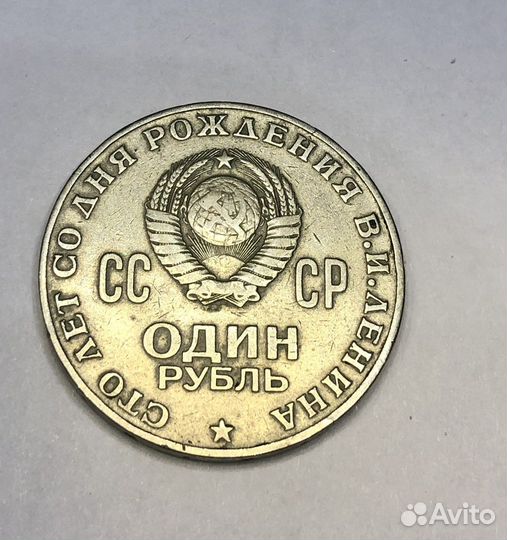 СТО ЛЕТ СО ДНЯ РОЖДЕНИЯ В.И.ЛЕНИНА
СС СР
ОДИН
РУБЛЬ
Avito